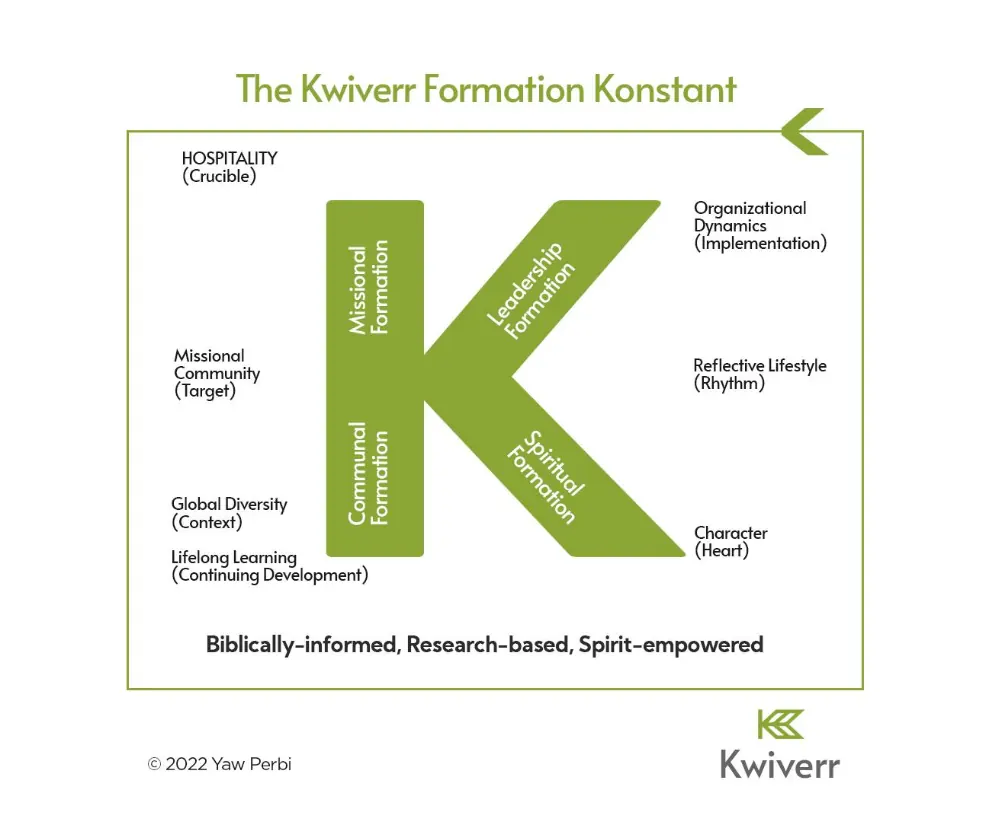 The Kwiverr Formation Konstant
HOSPITALITY
(Crucible)
Missional
Formation
Leadership
Formation
Organizational
Dynamics
(Implementation)
Missional
Community
(Target)
Reflective Lifestyle
(Rhythm)
Communal
Formation
Spiritual
Formation
Global Diversity
(Context)
Lifelong Learning
(Continuing Development)
Character
(Heart)
Biblically-informed, Research-based, Spirit-empowered
© 2022 Yaw Perbi
Kwiverr